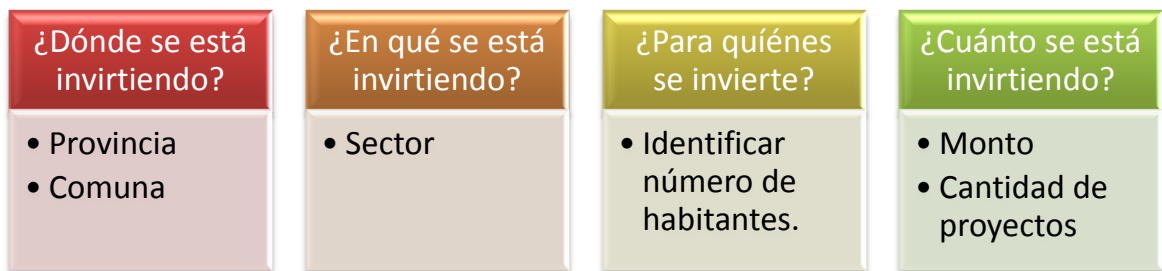 ¿Dónde se está
invirtiendo?
• Provincia
• Comuna
¿En qué se está
invirtiendo?
• Sector
¿Para quíénes
se invierte?
• Identificar
número de
habitantes.
¿Cuánto se está
invirtiendo?
• Monto
• Cantidad de
proyectos